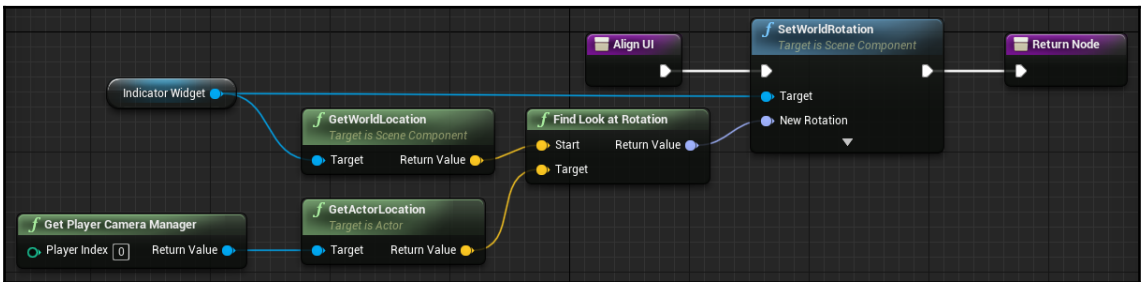 Align UI
SetWorldRotation
Target is Scene Component
Target
New Rotation
Return Node
Indicator Widget
GetWorldLocation
Target is Scene Component
Target Return Value
Find Look at Rotation
Start Return Value
Target
Get Player Camera Manager
Player Index 0 Return Value
GetActorLocation
Target is Actor
Target Return Value